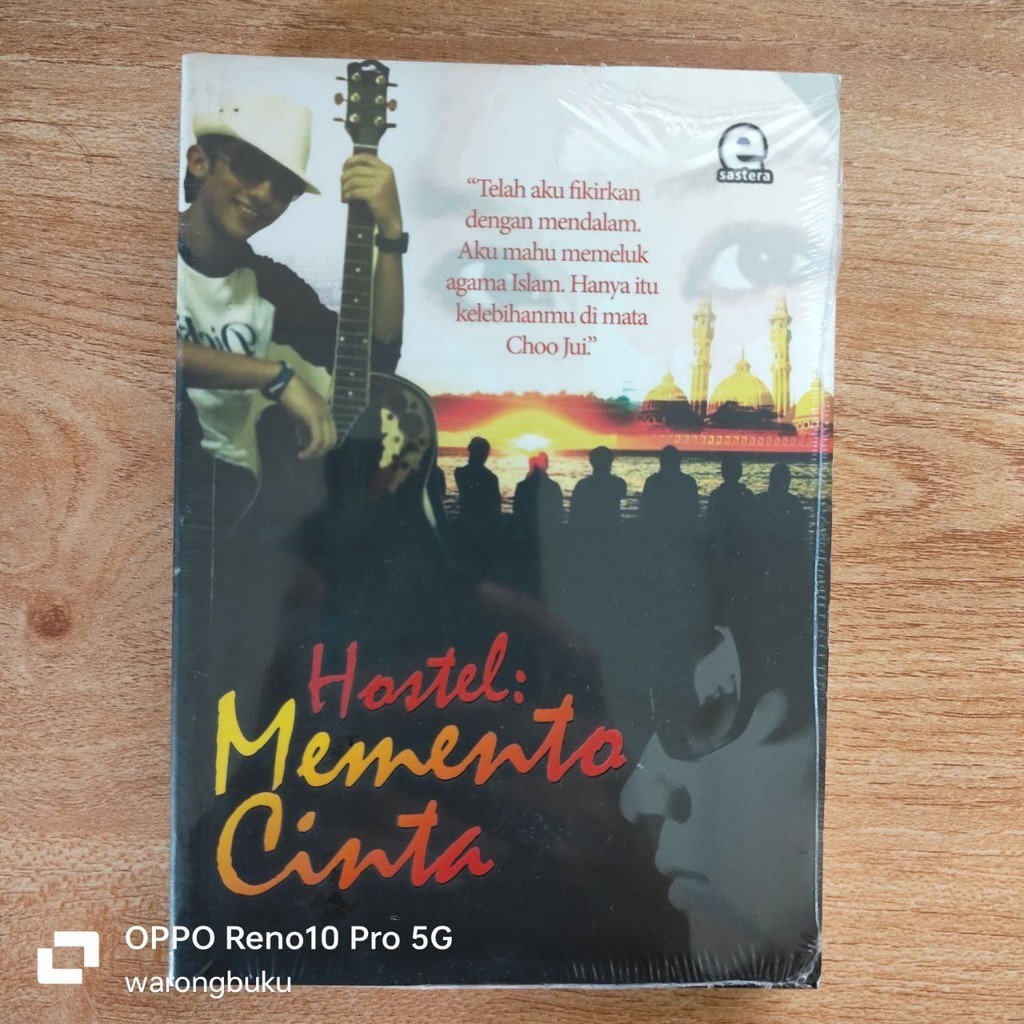 e
sastera
“Telah aku fikirkan
dengan mendalam.
Aku mahu memeluk
agama Islam. Hanya itu
kelebihanmu di mata
Choo Jui.”
Hostel:
Memento
Cinta
OPPO Reno10 Pro 5G
warongbuku